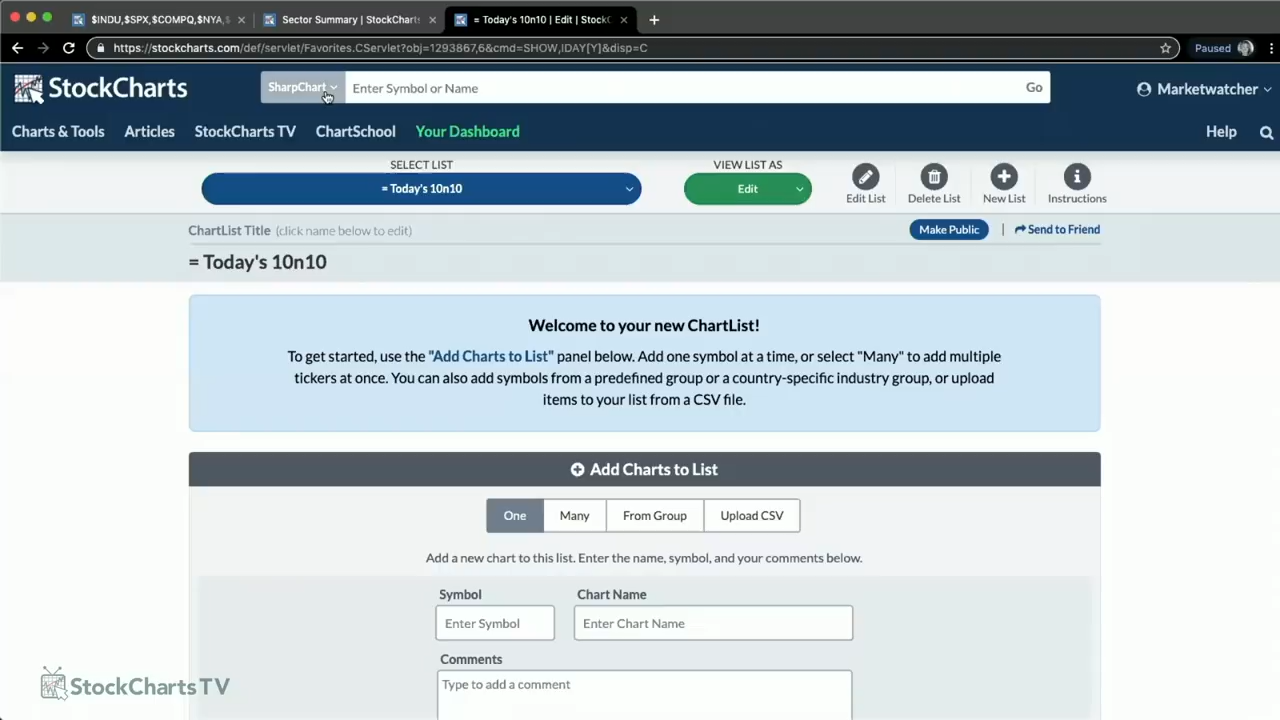 $INDU,$SPX,$COMPQ,$NYA,$
Sector Summary | StockCharts
= Today's 10n10 | Edit | StockC
https://stockcharts.com/def/servlet/Favorites.CServlet?obj=1293867,6&cmd=SHOW,IDAY[Y]&disp=C
Paused
StockCharts
SharpChart
Enter Symbol or Name
Go
Marketwatcher
Charts & Tools
Articles
StockCharts TV
ChartSchool
Your Dashboard
Help
SELECT LIST
= Today's 10n10
VIEW LIST AS
Edit
Edit List
Delete List
New List
Instructions
ChartList Title (click name below to edit)
Make Public | Send to Friend
= Today's 10n10
Welcome to your new ChartList!
To get started, use the "Add Charts to List" panel below. Add one symbol at a time, or select "Many" to add multiple
tickers at once. You can also add symbols from a predefined group or a country-specific industry group, or upload
items to your list from a CSV file.
Add Charts to List
One
Many
From Group
Upload CSV
Add a new chart to this list. Enter the name, symbol, and your comments below.
Symbol
Chart Name
Enter Symbol
Enter Chart Name
Comments
Type to add a comment
StockCharts TV